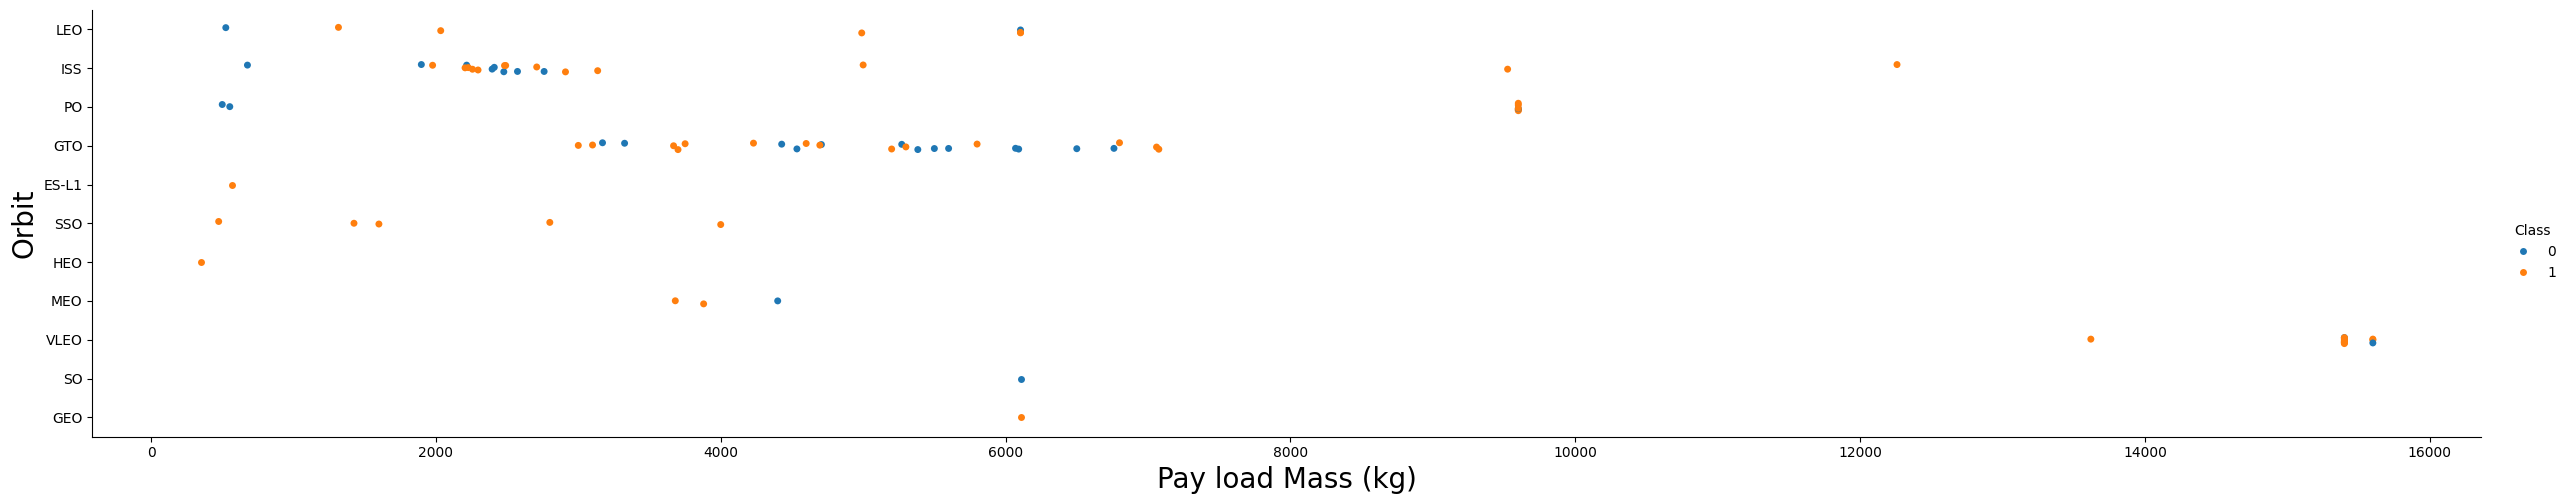 LEO
ISS
PO
GTO
ES-L1
SSO
HEO
MEO
VLEO
SO
GEO
Orbit
0 2000 4000 6000 8000 10000 12000 14000 16000
Pay load Mass (kg)
Class
0
1